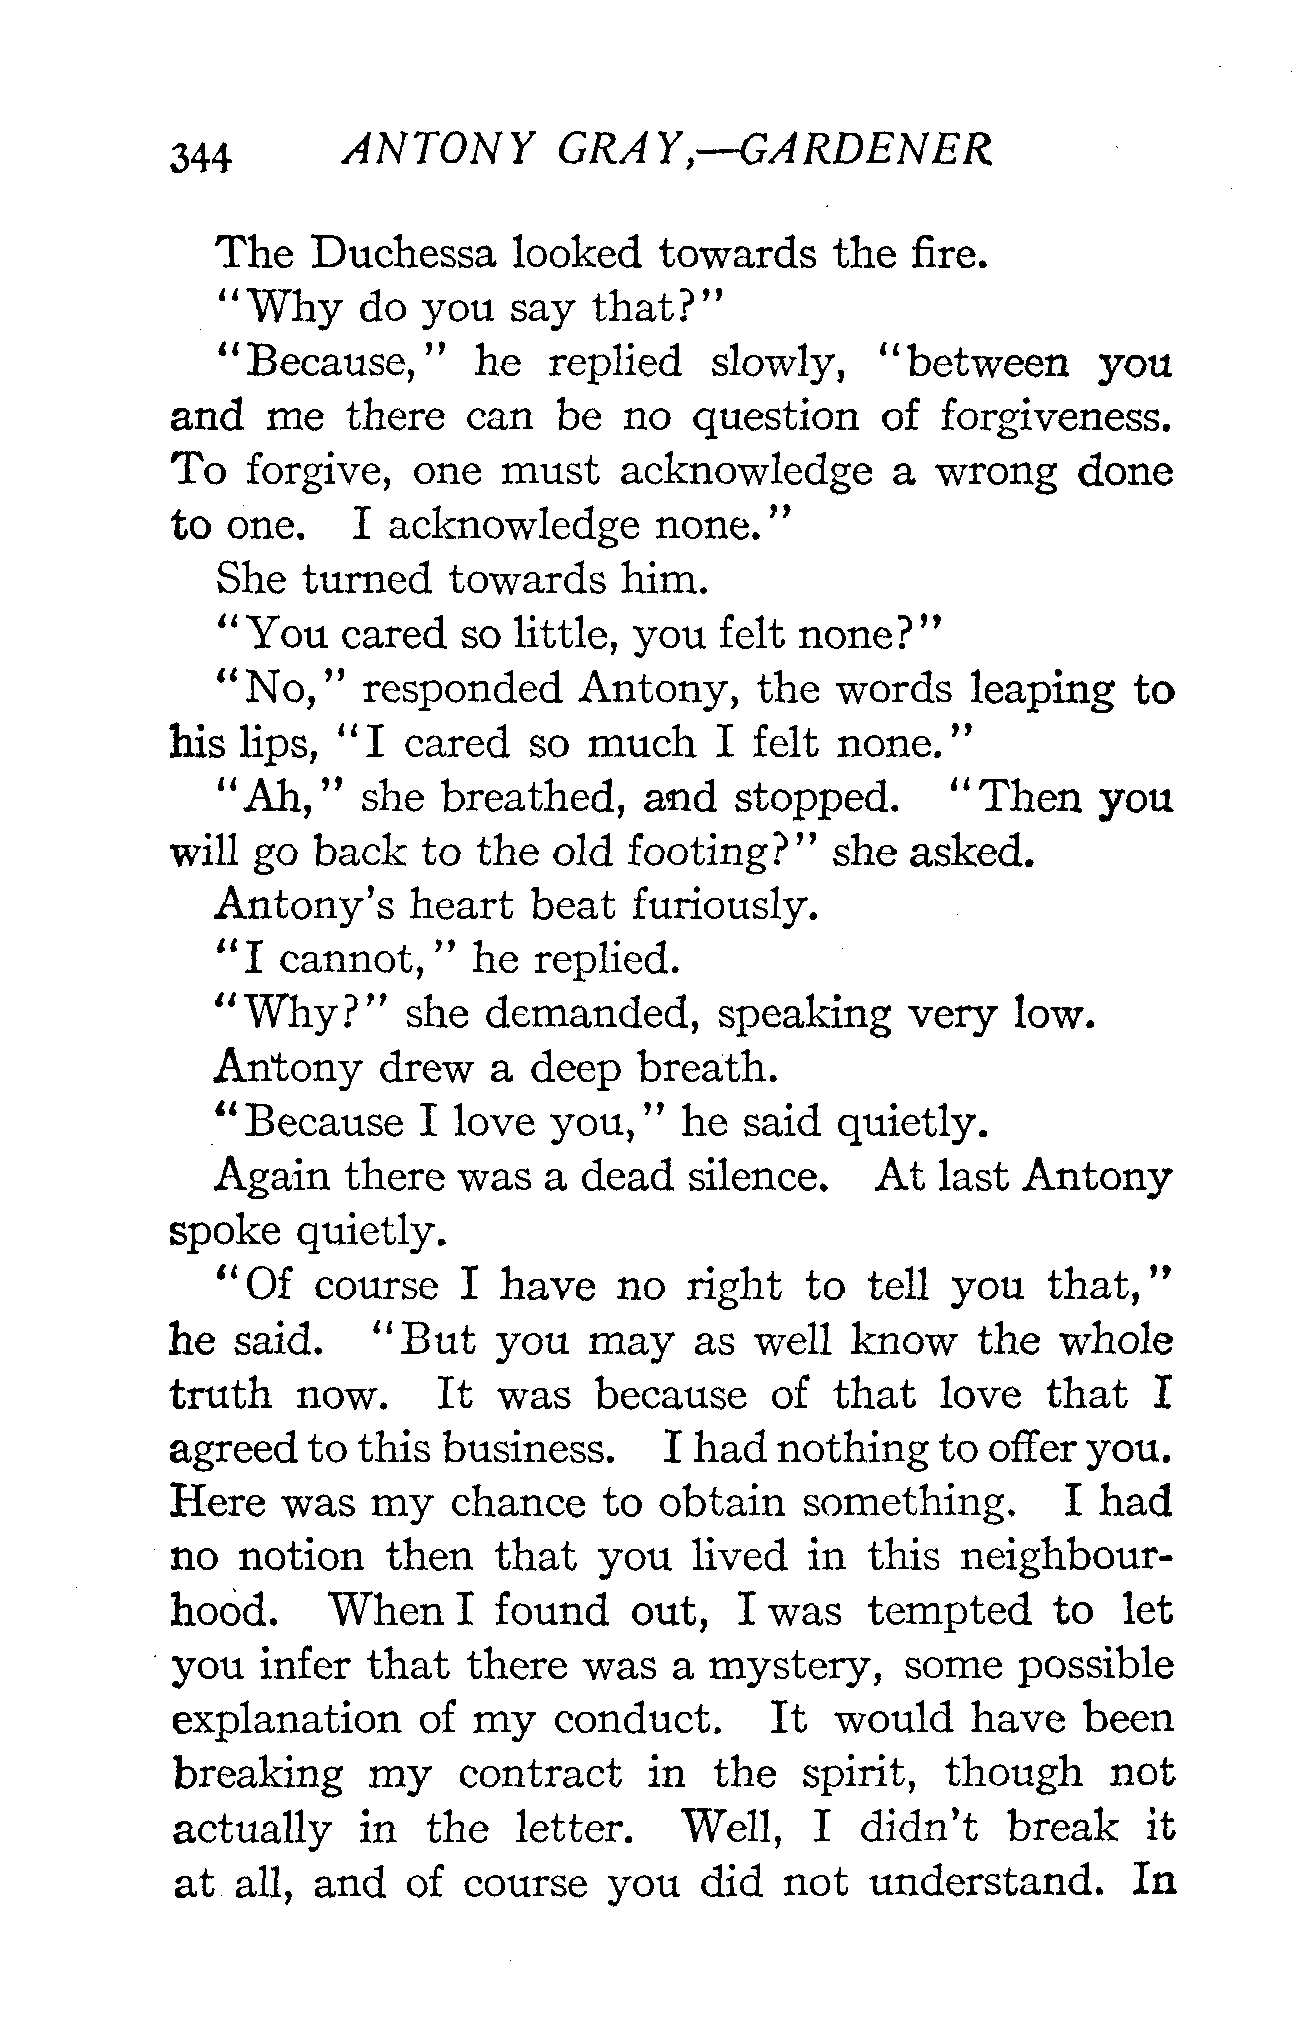 344 ANTONY GRAY,—GARDENER
The Duchessa looked towards the fire.
"Why do you say that?"
"Because," he replied slowly, "between you
and me there can be no question of forgiveness.
To forgive, one must acknowledge a wrong done
to one. I acknowledge none."
She turned towards him.
"You cared so little, you felt none?"
"No," responded Antony, the words leaping to
his lips, "I cared so much I felt none."
"Ah," she breathed, and stopped. "Then you
will go back to the old footing?" she asked.
Antony's heart beat furiously.
"I cannot," he replied.
"Why?" she demanded, speaking very low.
Antony drew a deep breath.
"Because I love you," he said quietly.
Again there was a dead silence. At last Antony
spoke quietly.
"Of course I have no right to tell you that,"
he said. "But you may as well know the whole
truth now. It was because of that love that I
agreed to this business. I had nothing to offer you.
Here was my chance to obtain something. I had
no notion then that you lived in this neighbour-
hood. When I found out, I was tempted to let
you infer that there was a mystery, some possible
explanation of my conduct. It would have been
breaking my contract in the spirit, though not
actually in the letter. Well, I didn't break it
at all, and of course you did not understand. In